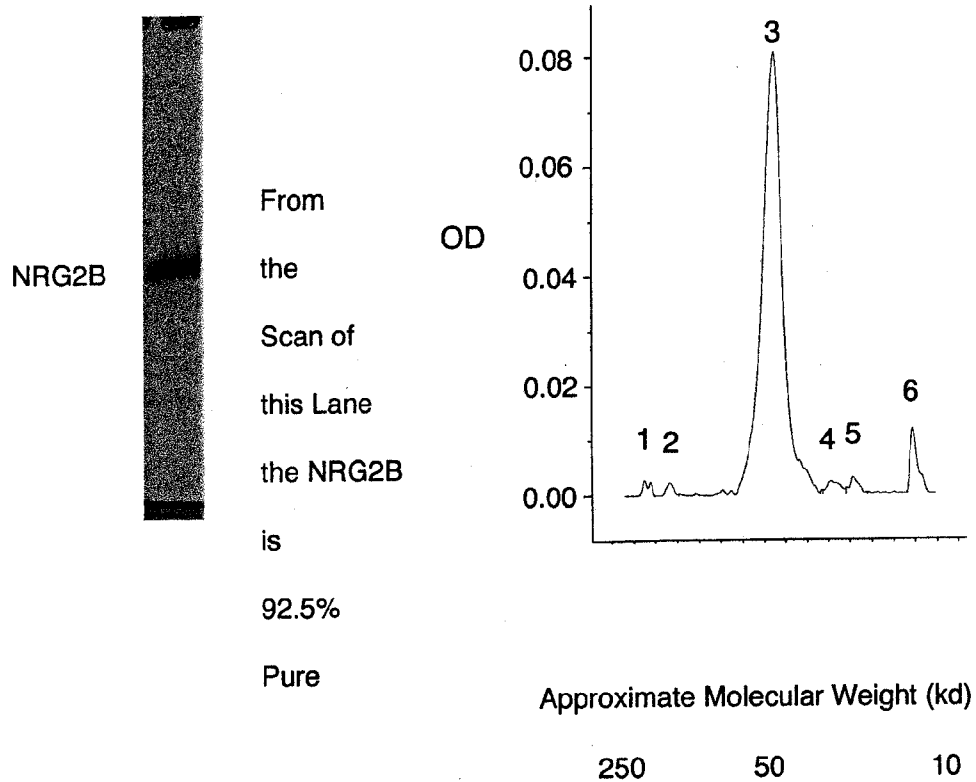 NRG2B
From
the
Scan of
this Lane
the NRG2B
is
92.5%
Pure
OD
0.08
0.06
0.04
0.02
0.00
1
2
3
4
5
6
Approximate Molecular Weight (kd)
250 50 10